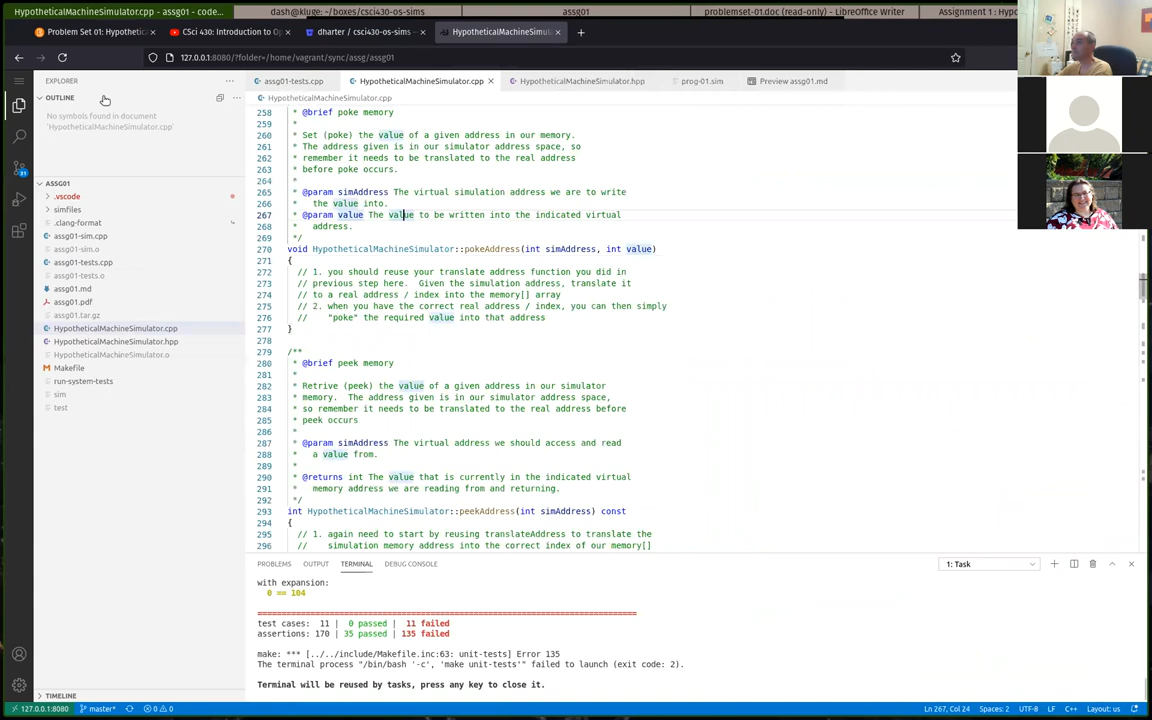 HypotheticalMachineSimulator.cpp - assg01 - code...
dash@kluge: ~/boxes/csci430-os-sims
assg01
problemset-01.doc (read-only) - LibreOffice Writer
Assignment 1 : Hypo
Problem Set 01: Hypothetic
CSci 430: Introduction to Op
dharter / csci430-os-sims —
HypotheticalMachineSimulat
127.0.0.1:8080/?folder=/home/vagrant/sync/assg01
EXPLORER
OUTLINE
No symbols found in document
'HypotheticalMachineSimulator.cpp'
ASSG01
.vscode
simfiles
.clang-format
assg01-sim.cpp
assg01-sim.o
assg01-tests.cpp
assg01-tests.o
assg01.md
assg01.pdf
assg01.tar.gz
HypotheticalMachineSimulator.cpp
HypotheticalMachineSimulator.hpp
HypotheticalMachineSimulator.o
Makefile
run-system-tests
sim
test
TIMELINE
31
assg01-tests.cpp
HypotheticalMachineSimulator.cpp
HypotheticalMachineSimulator.hpp
prog-01.sim
Preview assg01.md
HypotheticalMachineSimulator.cpp
258 * @brief poke memory
259 *
260 * Set (poke) the value of a given address in our memory.
261 * The address given is in our simulator address space, so
262 * remember it needs to be translated to the real address
263 * before poke occurs.
264 *
265 * @param simAddress The virtual simulation address we are to write
266 * the value into.
267 * @param value The value to be written into the indicated virtual
268 * address.
269 */
270 void HypotheticalMachineSimulator::pokeAddress(int simAddress, int value)
271 {
272 // 1. you should reuse your translate address function you did in
273 // previous step here. Given the simulation address, translate it
274 // to a real address / index into the memory[] array
275 // 2. when you have the correct real address / index, you can then simply
276 // "poke" the required value into that address
277 }
278
279 /**
280 * @brief peek memory
281 *
282 * Retrive (peek) the value of a given address in our simulator
283 * memory. The address given is in our simulator address space,
284 * so remember it needs to be translated to the real address before
285 * peek occurs
286 *
287 * @param simAddress The virtual address we should access and read
288 * a value from.
289 *
290 * @returns int The value that is currently in the indicated virtual
291 * memory address we are reading from and returning.
292 */
293 int HypotheticalMachineSimulator::peekAddress(int simAddress) const
294 {
295 // 1. again need to start by reusing translateAddress to translate the
296 // simulation memory address into the correct index of our memory[]
PROBLEMS OUTPUT TERMINAL DEBUG CONSOLE
1: Task
with expansion:
0 == 104
===============================================================================
test cases: 11 | 0 passed | 11 failed
assertions: 170 | 35 passed | 135 failed
make: *** [../../include/Makefile.inc:63: unit-tests] Error 135
The terminal process "/bin/bash '-c', 'make unit-tests'" failed to launch (exit code: 2).
Terminal will be reused by tasks, press any key to close it.
127.0.0.1:8080
master*
0
0
Ln 267, Col 24
Spaces: 2
UTF-8
LF
C++
Layout: us